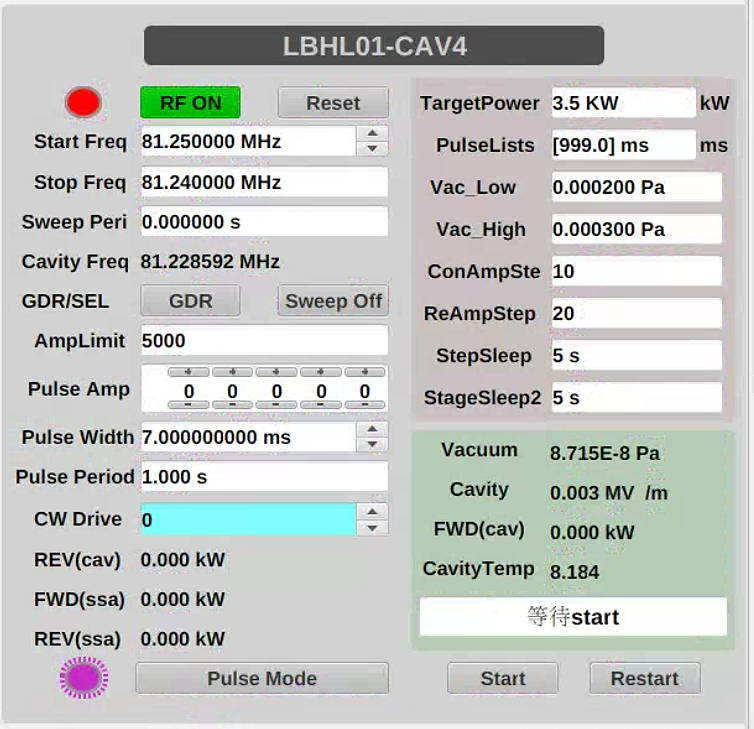 LBHL01-CAV4
RF ON
Reset
Start Freq 81.250000 MHz
Stop Freq 81.240000 MHz
Sweep Peri 0.000000 s
Cavity Freq 81.228592 MHz
GDR/SEL GDR Sweep Off
AmpLimit 5000
+ + + + +
Pulse Amp 0 0 0 0 0
- - - - -
Pulse Width 7.000000000 ms
Pulse Period 1.000 s
CW Drive 0
REV(cav) 0.000 kW
FWD(ssa) 0.000 kW
REV(ssa) 0.000 kW
Pulse Mode
TargetPower 3.5 KW kW
PulseLists [999.0] ms ms
Vac_Low 0.000200 Pa
Vac_High 0.000300 Pa
ConAmpSte 10
ReAmpStep 20
StepSleep 5 s
StageSleep2 5 s
Vacuum 8.715E-8 Pa
Cavity 0.003 MV /m
FWD(cav) 0.000 kW
CavityTemp 8.184
等待start
Start Restart